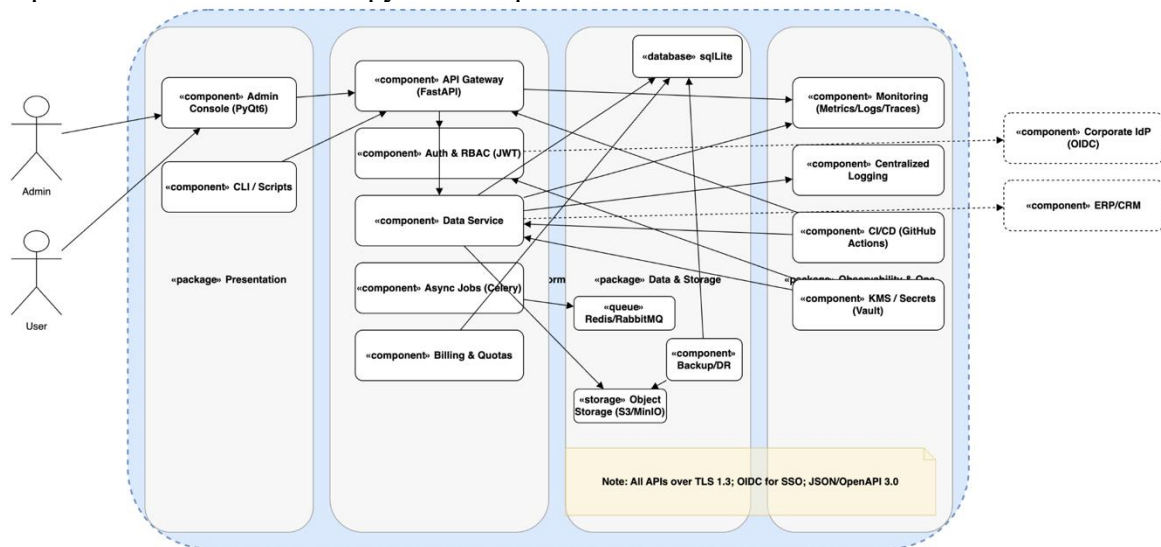 «database» sqlLite
«component» Admin
Console (PyQt6)
«component» API Gateway
(FastAPI)
«component» Monitoring
(Metrics/Logs/Traces)
Admin
«component» Auth & RBAC (JWT)
«component» Corporate IdP
(OIDC)
«component» CLI / Scripts
«component» Centralized
Logging
«component» Data Service
«component» ERP/CRM
«component» CI/CD (GitHub
Actions)
User
«package» Presentation
«package» Data & Storage
«component» Async Jobs (Celery)
«queue»
Redis/RabbitMQ
«component» KMS / Secrets
(Vault)
«component» Billing & Quotas
«component»
Backup/DR
«storage» Object
Storage (S3/MinIO)
Note: All APIs over TLS 1.3; OIDC for SSO; JSON/OpenAPI 3.0